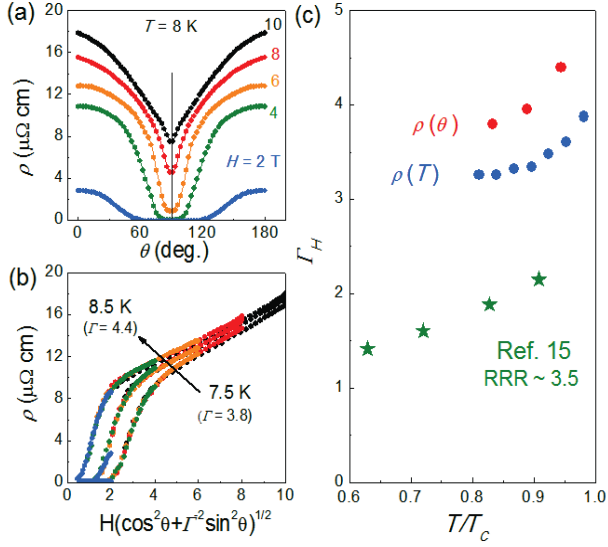 (a)
T = 8 K
10
8
6
4
H = 2 T
20
16
12
8
4
0
ρ (μΩ cm)
0 60 120 180
θ (deg.)
(b)
8.5 K
(Γ = 4.4)
7.5 K
(Γ = 3.8)
20
16
12
8
4
0
ρ (μΩ cm)
0 2 4 6 8 10
H(cos²θ+Γ⁻²sin²θ)^1/2
(c)
5
4
3
2
1
0
Γ_H
ρ(θ)
ρ(T)
Ref. 15
RRR ~ 3.5
0.6 0.7 0.8 0.9 1.0
T/T_C